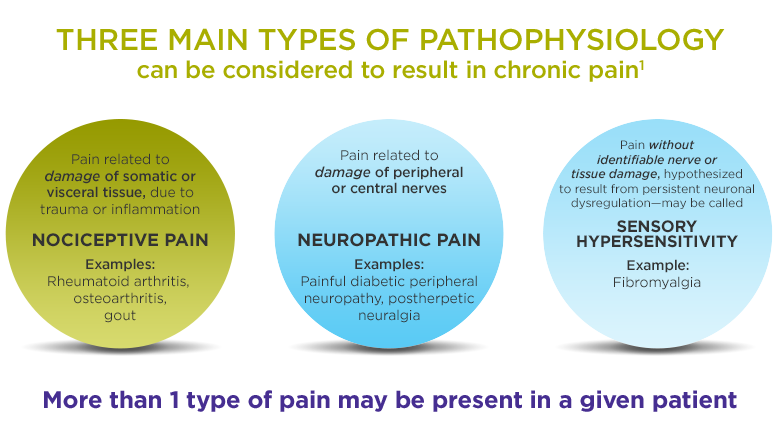 THREE MAIN TYPES OF PATHOPHYSIOLOGY
can be considered to result in chronic pain¹
Pain related to
damage of somatic or
visceral tissue, due to
trauma or inflammation
NOCICEPTIVE PAIN
Examples:
Rheumatoid arthritis,
osteoarthritis,
gout
Pain related to
damage of peripheral
or central nerves
NEUROPATHIC PAIN
Examples:
Painful diabetic peripheral
neuropathy, postherpetic
neuralgia
Pain without
identifiable nerve or
tissue damage, hypothesized
to result from persistent neuronal
dysregulation—may be called
SENSORY
HYPERSENSITIVITY
Example:
Fibromyalgia
More than 1 type of pain may be present in a given patient